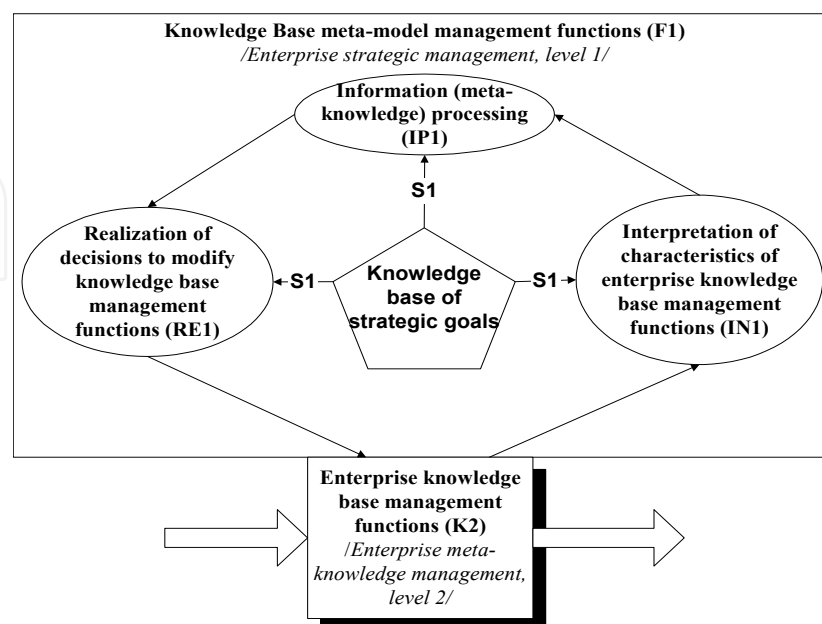 Knowledge Base meta-model management functions (F1)
/Enterprise strategic management, level 1/
Information (meta-
knowledge) processing
(IP1)
S1
Realization of
decisions to modify
knowledge base
management
functions (RE1)
S1
Knowledge
base of
strategic goals
S1
Interpretation of
characteristics of
enterprise knowledge
base management
functions (IN1)
Enterprise knowledge
base management
functions (K2)
/Enterprise meta-
knowledge management,
level 2/